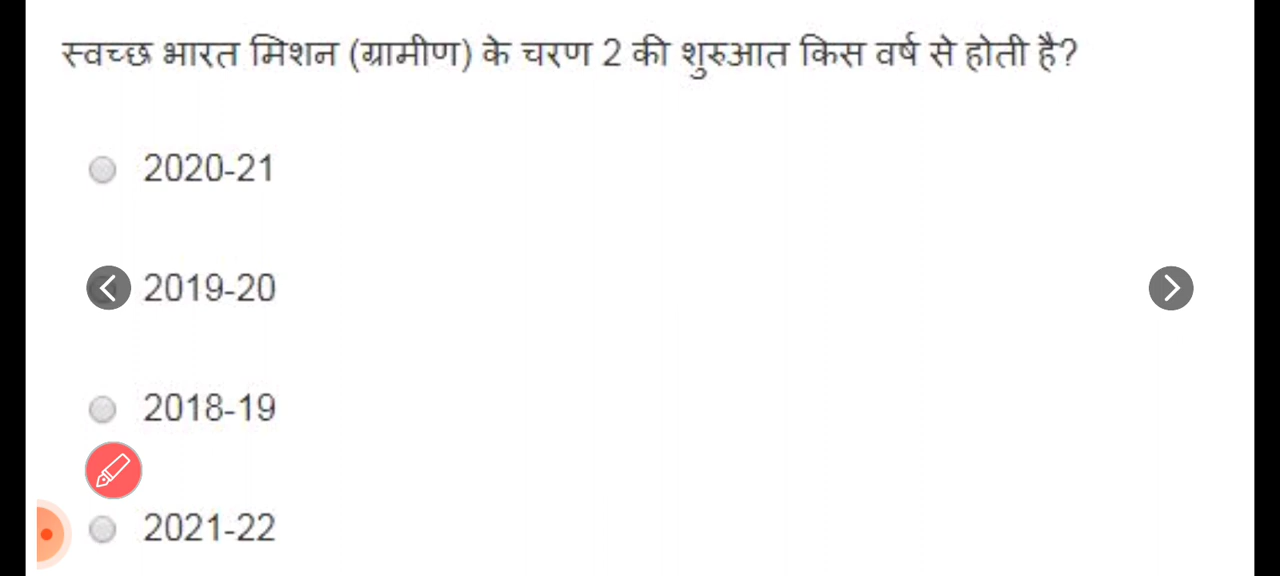 स्वच्छ भारत मिशन (ग्रामीण) के चरण 2 की शुरुआत किस वर्ष से होती है?
2020-21
2019-20
2018-19
2021-22